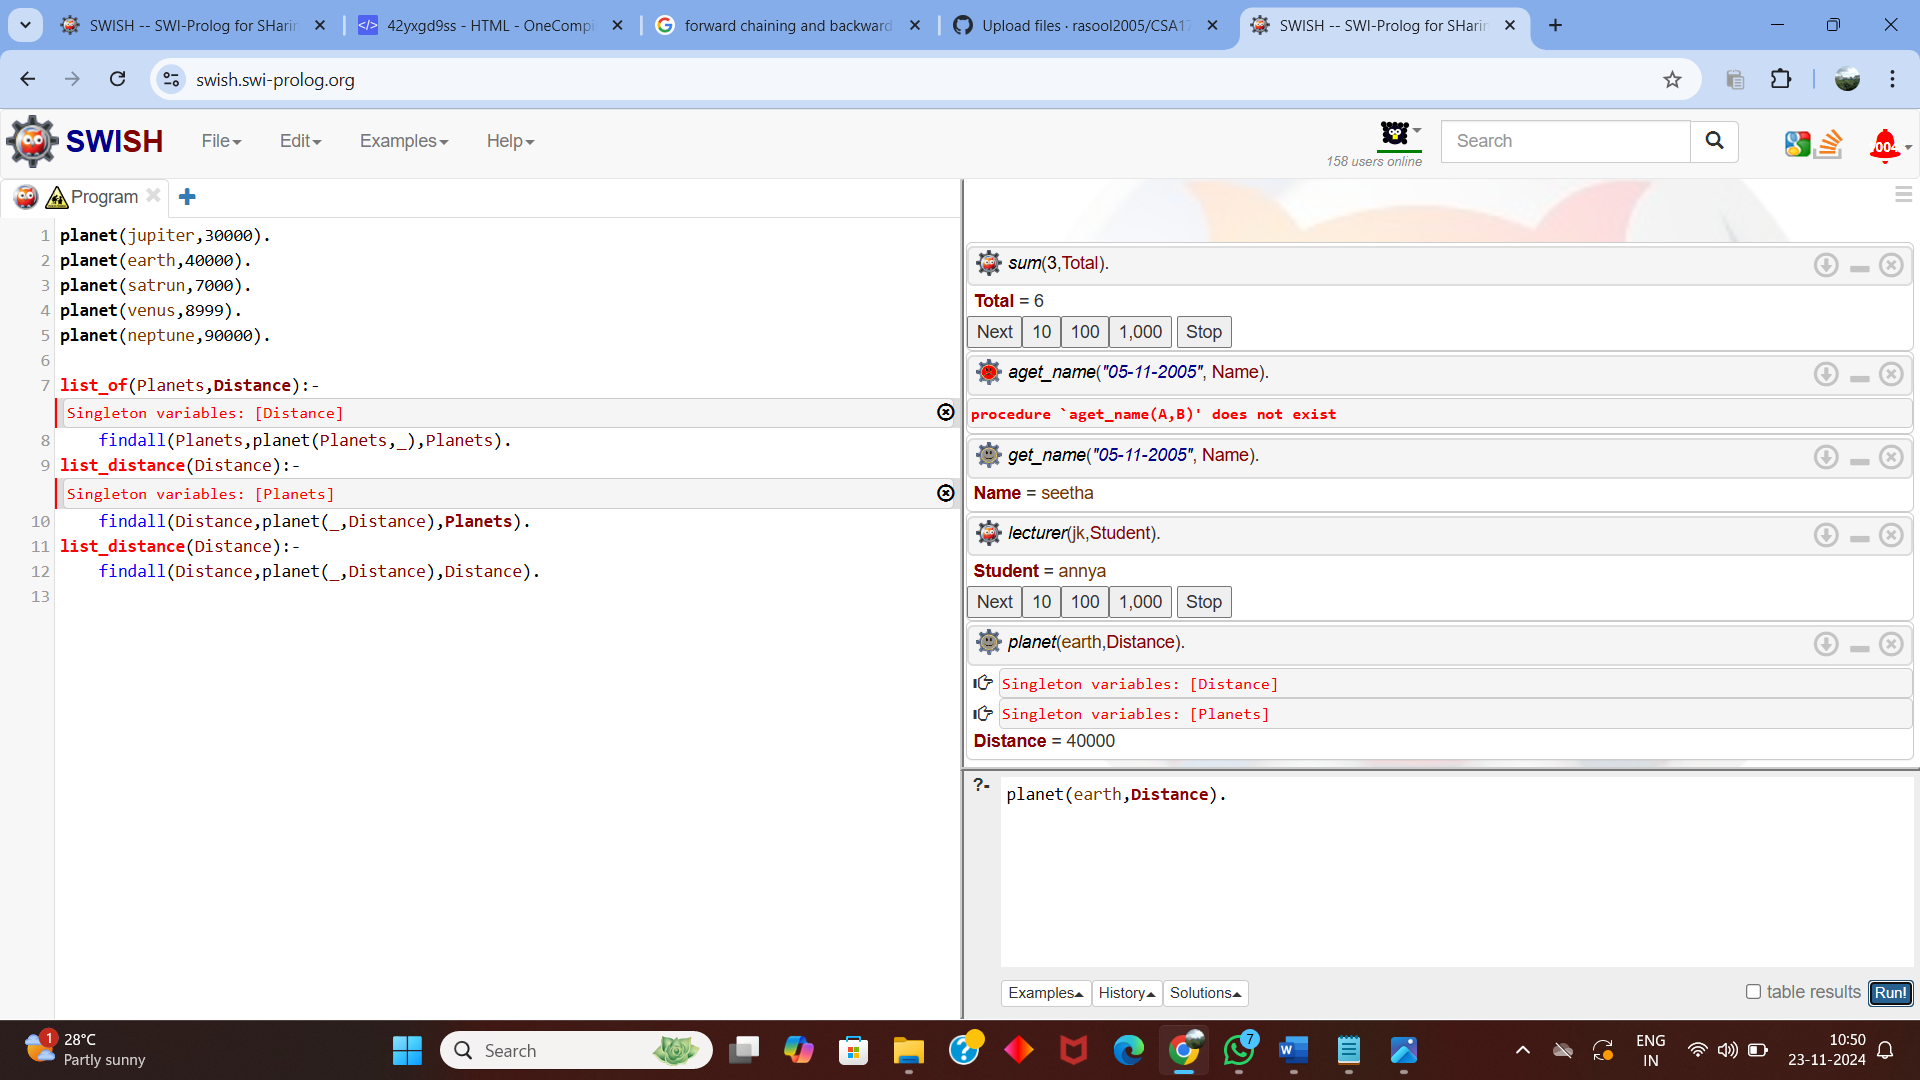 SWISH -- SWI-Prolog for SHarin
42yxgd9ss - HTML - OneCompi
forward chaining and backward
Upload files · rasool2005/CSA17
SWISH -- SWI-Prolog for SHarin
swish.swi-prolog.org
SWISH File Edit Examples Help
158 users online
Search
Program
1 planet(jupiter,30000).
2 planet(earth,40000).
3 planet(satrun,7000).
4 planet(venus,8999).
5 planet(neptune,90000).
6
7 list_of(Planets,Distance):-
Singleton variables: [Distance]
8 findall(Planets,planet(Planets,_),Planets).
9 list_distance(Distance):-
Singleton variables: [Planets]
10 findall(Distance,planet(_,Distance),Planets).
11 list_distance(Distance):-
12 findall(Distance,planet(_,Distance),Distance).
13
sum(3,Total).
Total = 6
Next 10 100 1,000 Stop
aget_name("05-11-2005", Name).
procedure `aget_name(A,B)' does not exist
get_name("05-11-2005", Name).
Name = seetha
lecturer(jk,Student).
Student = annya
Next 10 100 1,000 Stop
planet(earth,Distance).
Singleton variables: [Distance]
Singleton variables: [Planets]
Distance = 40000
?- planet(earth,Distance).
Examples History Solutions
table results Run!
1
28°C
Partly sunny
Search
7
ENG
IN
10:50
23-11-2024